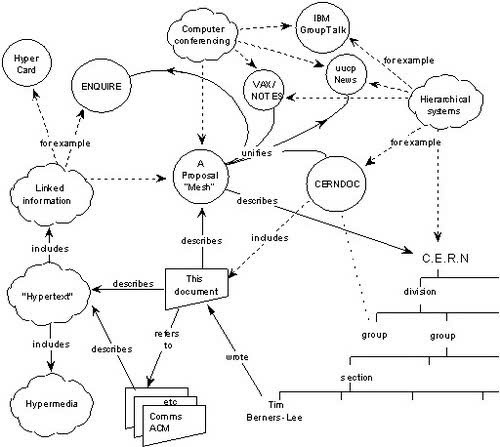 Computer
conferencing
IBM
GroupTalk
Hyper
Card
ENQUIRE
VAX/
NOTES
uucp
News
for example
Hierarchical
systems
for example
unifies
for example
A
Proposal
"Mesh"
CERNDOC
Linked
information
describes
includes
describes
includes
C.E.R.N
This
document
describes
"Hypertext"
division
refers
to
group
group
includes
describes
wrote
section
Hypermedia
etc
Tim
Berners-Lee
Comms
ACM